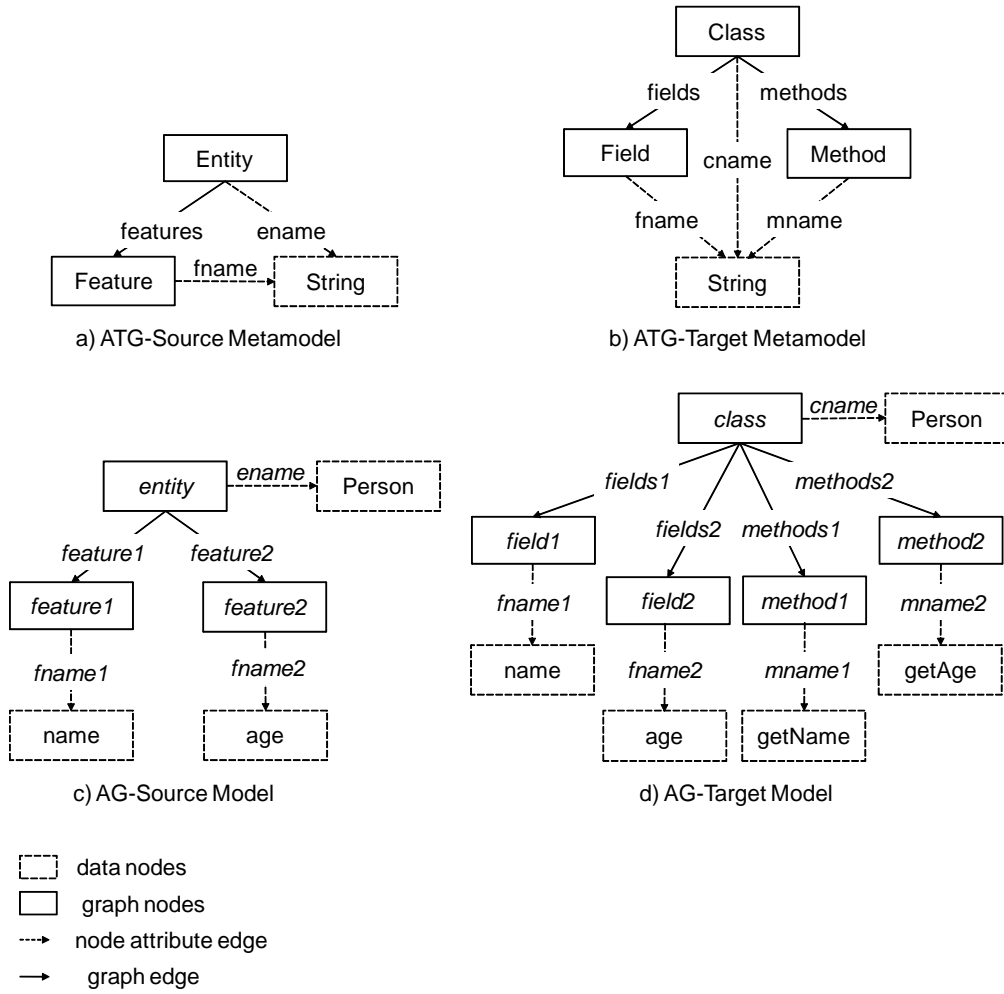 Class
fields
methods
Entity
Field
cname
Method
features
ename
fname
mname
Feature
fname
String
String
a) ATG-Source Metamodel
b) ATG-Target Metamodel
class
cname
Person
entity
ename
Person
fields1
methods2
feature1
feature2
field1
fields2
methods1
method2
feature1
feature2
fname1
field2
method1
mname2
fname1
fname2
name
fname2
mname1
getAge
name
age
age
getName
c) AG-Source Model
d) AG-Target Model
data nodes
graph nodes
node attribute edge
graph edge